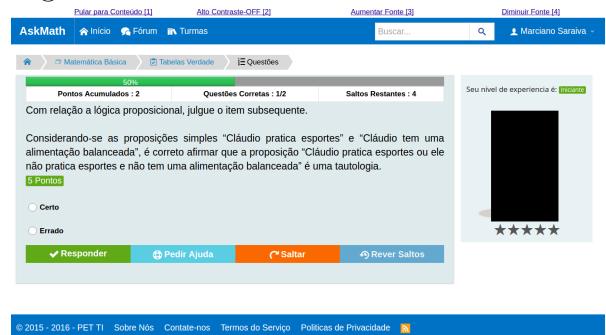 Pular para Conteúdo [1] Alto Contraste-OFF [2] Aumentar Fonte [3] Diminuir Fonte [4]
AskMath Início Fórum Turmas Buscar... Marciano Saraiva
Matemática Básica Tabelas Verdade Questões
50%
Pontos Acumulados : 2 Questões Corretas : 1/2 Saltos Restantes : 4
Seu nível de experiencia é: Iniciante
Com relação a lógica proposicional, julgue o item subsequente.
Considerando-se as proposições simples “Cláudio pratica esportes” e “Cláudio tem uma
alimentação balanceada”, é correto afirmar que a proposição “Cláudio pratica esportes ou ele
não pratica esportes e não tem uma alimentação balanceada” é uma tautologia.
5 Pontos
Certo
Errado
Responder Pedir Ajuda Saltar Rever Saltos
© 2015 - 2016 - PET TI Sobre Nós Contate-nos Termos do Serviço Politicas de Privacidade